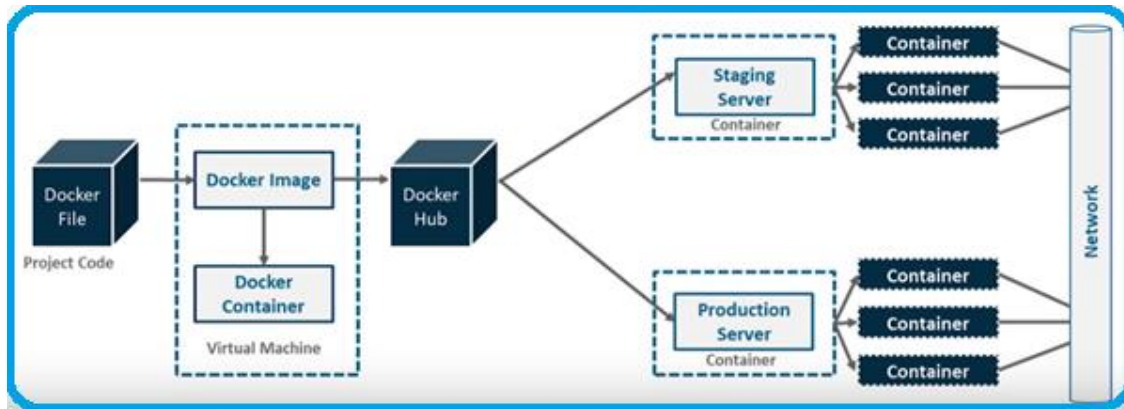 Docker
File
Project Code
Docker Image
Docker
Container
Virtual Machine
Docker
Hub
Staging
Server
Container
Container
Container
Container
Production
Server
Container
Container
Container
Container
Network